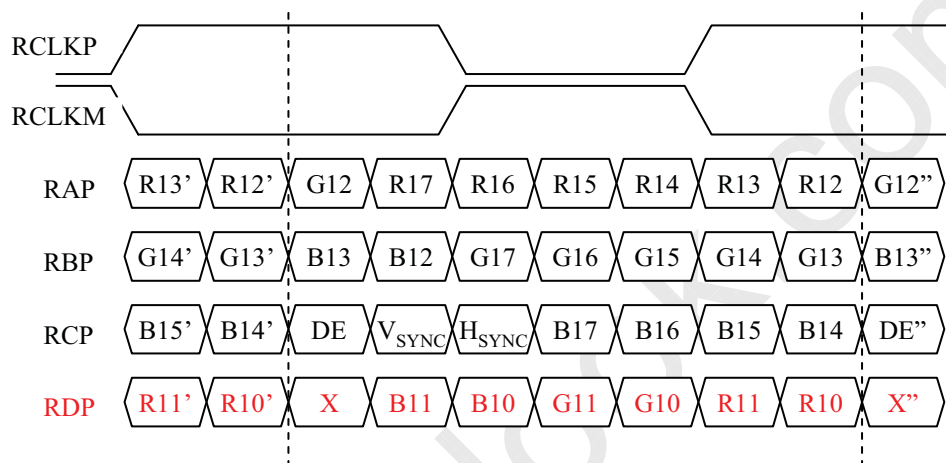 RCLKP
RCLKM
RAP R13’ R12’ G12 R17 R16 R15 R14 R13 R12 G12”
RBP G14’ G13’ B13 B12 G17 G16 G15 G14 G13 B13”
RCP B15’ B14’ DE VSYNC HSYNC B17 B16 B15 B14 DE”
RDP R11’ R10’ X B11 B10 G11 G10 R11 R10 X”